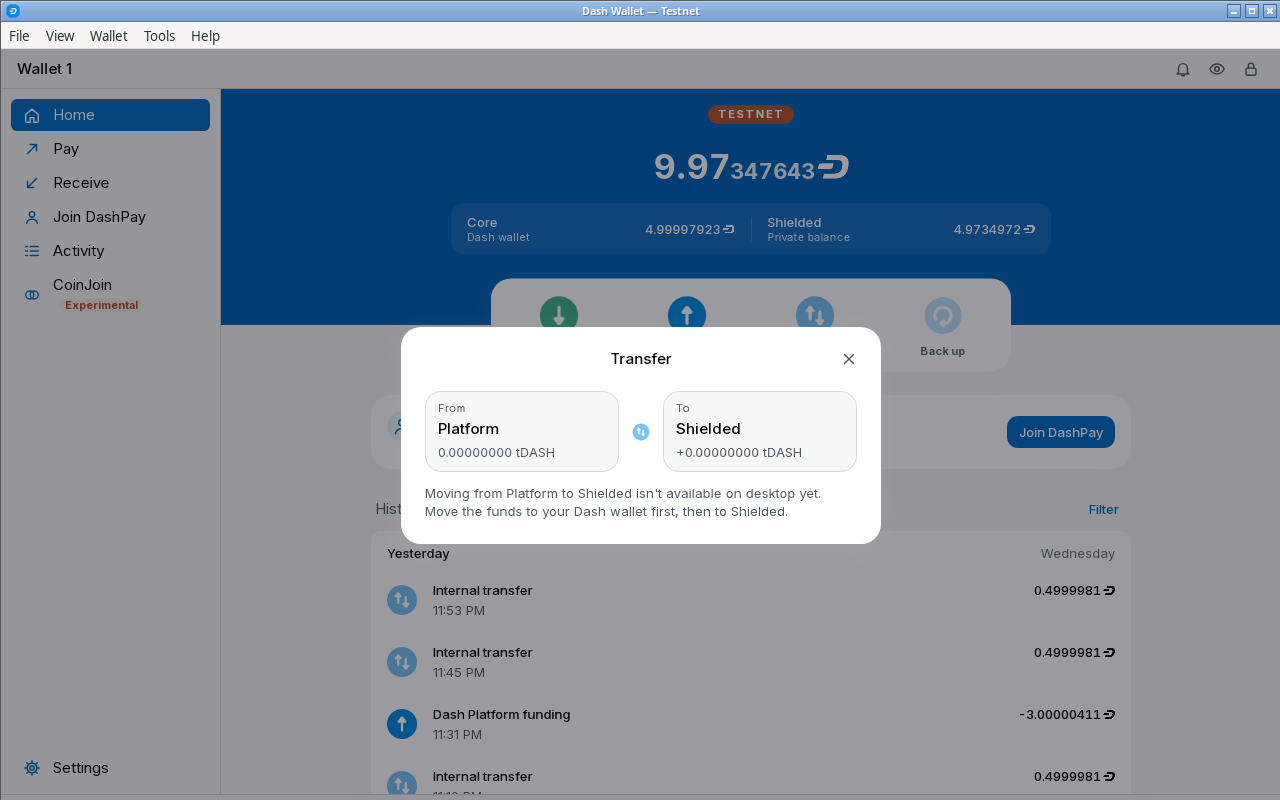 Dash Wallet — Testnet
File View Wallet Tools Help
Wallet 1
Home
Pay
Receive
Join DashPay
Activity
CoinJoin
Experimental
Settings
TESTNET
9.97347643
Core
Dash wallet
4.99997923
Shielded
Private balance
4.9734972
Back up
Transfer
From
Platform
0.00000000 tDASH
To
Shielded
+0.00000000 tDASH
Moving from Platform to Shielded isn't available on desktop yet.
Move the funds to your Dash wallet first, then to Shielded.
Join DashPay
Filter
Yesterday
Wednesday
Internal transfer
0.4999981
11:53 PM
Internal transfer
0.4999981
11:45 PM
Dash Platform funding
-3.00000411
11:31 PM
Internal transfer
0.4999981